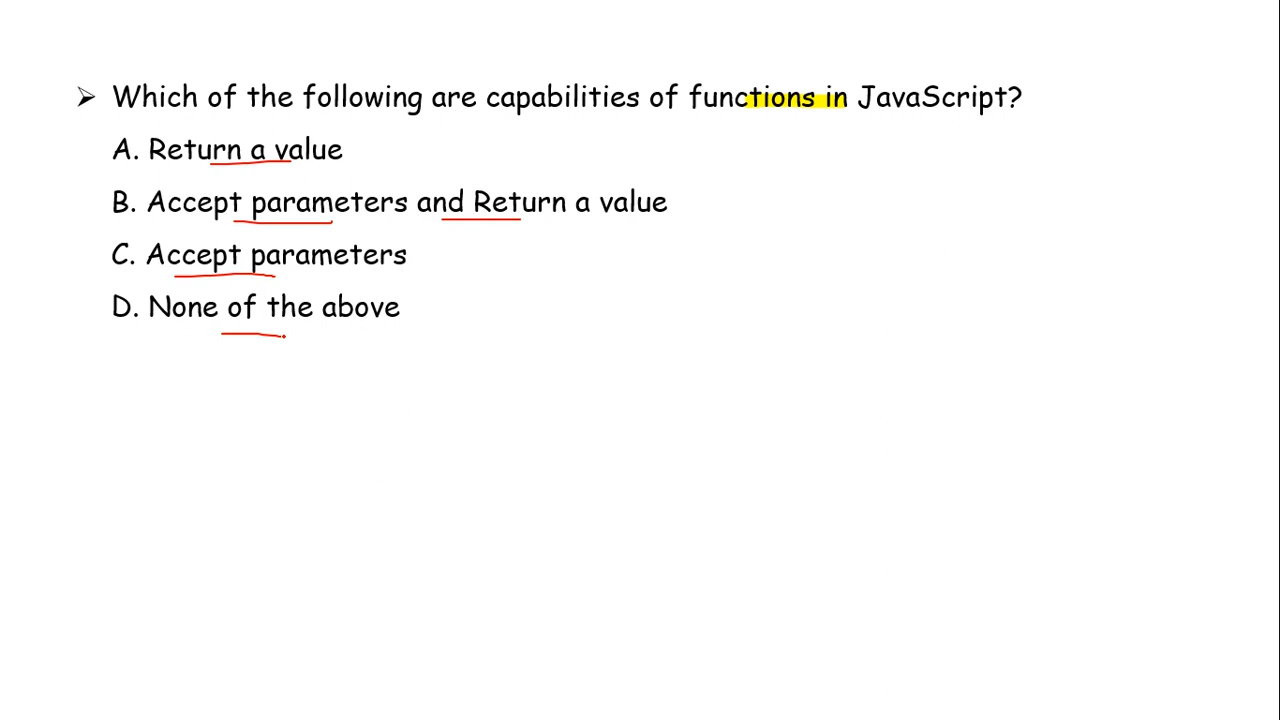 ➢ Which of the following are capabilities of functions in JavaScript?
A. Return a value
B. Accept parameters and Return a value
C. Accept parameters
D. None of the above